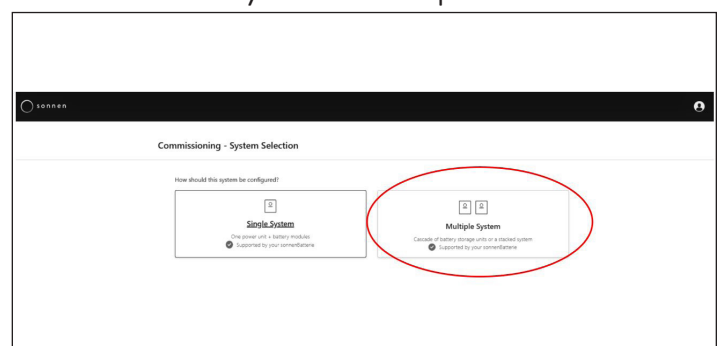 sonnen
Commissioning - System Selection
How should this system be configured?
Single System
One power unit + battery modules
Supported by your sonnenBatterie
Multiple System
Cascade of battery storage units or a stacked system
Supported by your sonnenBatterie